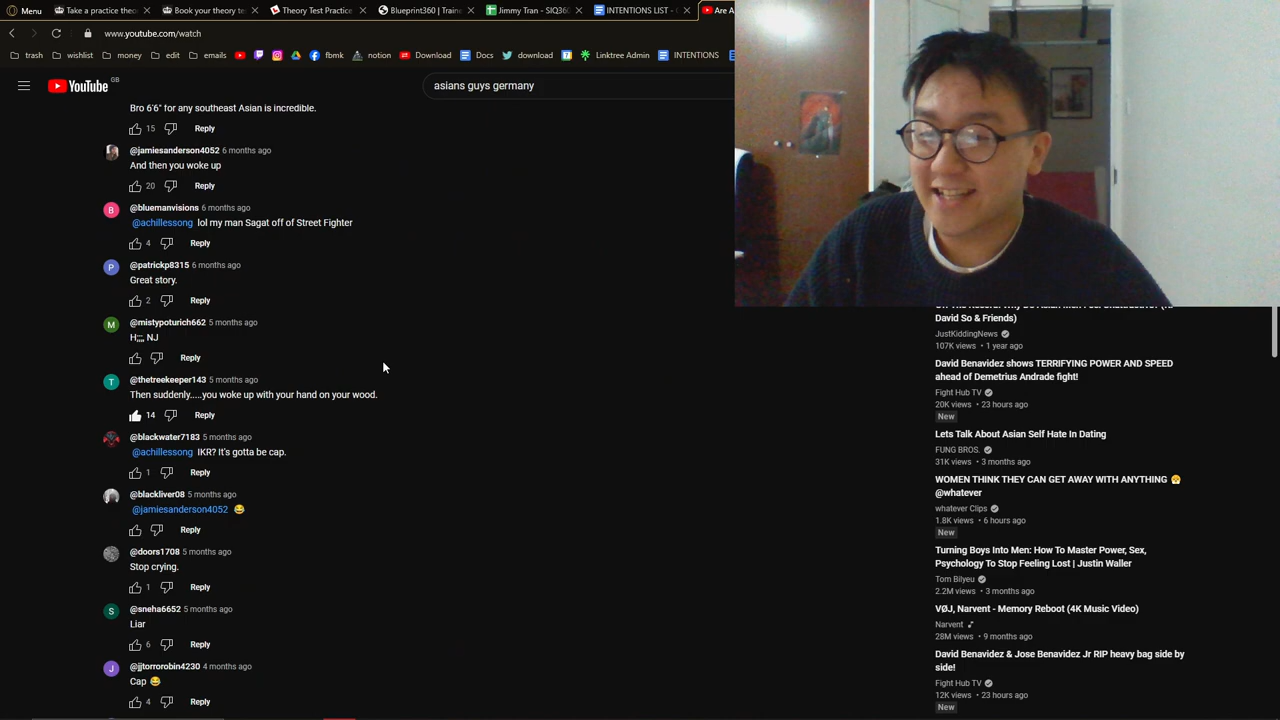 Menu
Take a practice theo
Book your theory te
Theory Test Practice
Blueprint360 | Traine
Jimmy Tran - SIQ360
INTENTIONS LIST - G
Are A
www.youtube.com/watch
trash
wishlist
money
edit
emails
fbmk
notion
Download
Docs
download
Linktree Admin
INTENTIONS
YouTube
GB
asians guys germany
Bro 6'6" for any southeast Asian is incredible.
15
Reply
@jamiesanderson4052 6 months ago
And then you woke up
20
Reply
@bluemanvisions 6 months ago
@achillessong lol my man Sagat off of Street Fighter
4
Reply
@patrickp8315 6 months ago
Great story.
2
Reply
@mistypoturich662 5 months ago
H;;;, NJ
Reply
@thetreekeeper143 5 months ago
Then suddenly.....you woke up with your hand on your wood.
14
Reply
@blackwater7183 5 months ago
@achillessong IKR? It's gotta be cap.
1
Reply
@blackliver08 5 months ago
@jamiesanderson4052 😂
Reply
@doors1708 5 months ago
Stop crying.
1
Reply
@sneha6652 5 months ago
Liar
6
Reply
@jjtorrorobin4230 4 months ago
Cap 😂
4
Reply
David So & Friends)
JustKiddingNews
107K views • 1 year ago
David Benavidez shows TERRIFYING POWER AND SPEED
ahead of Demetrius Andrade fight!
Fight Hub TV
20K views • 23 hours ago
New
Lets Talk About Asian Self Hate In Dating
FUNG BROS.
31K views • 3 months ago
WOMEN THINK THEY CAN GET AWAY WITH ANYTHING 😤
@whatever
whatever Clips
1.8K views • 6 hours ago
New
Turning Boys Into Men: How To Master Power, Sex,
Psychology To Stop Feeling Lost | Justin Waller
Tom Bilyeu
2.2M views • 3 months ago
VØJ, Narvent - Memory Reboot (4K Music Video)
Narvent
28M views • 9 months ago
David Benavidez & Jose Benavidez Jr RIP heavy bag side by
side!
Fight Hub TV
12K views • 23 hours ago
New